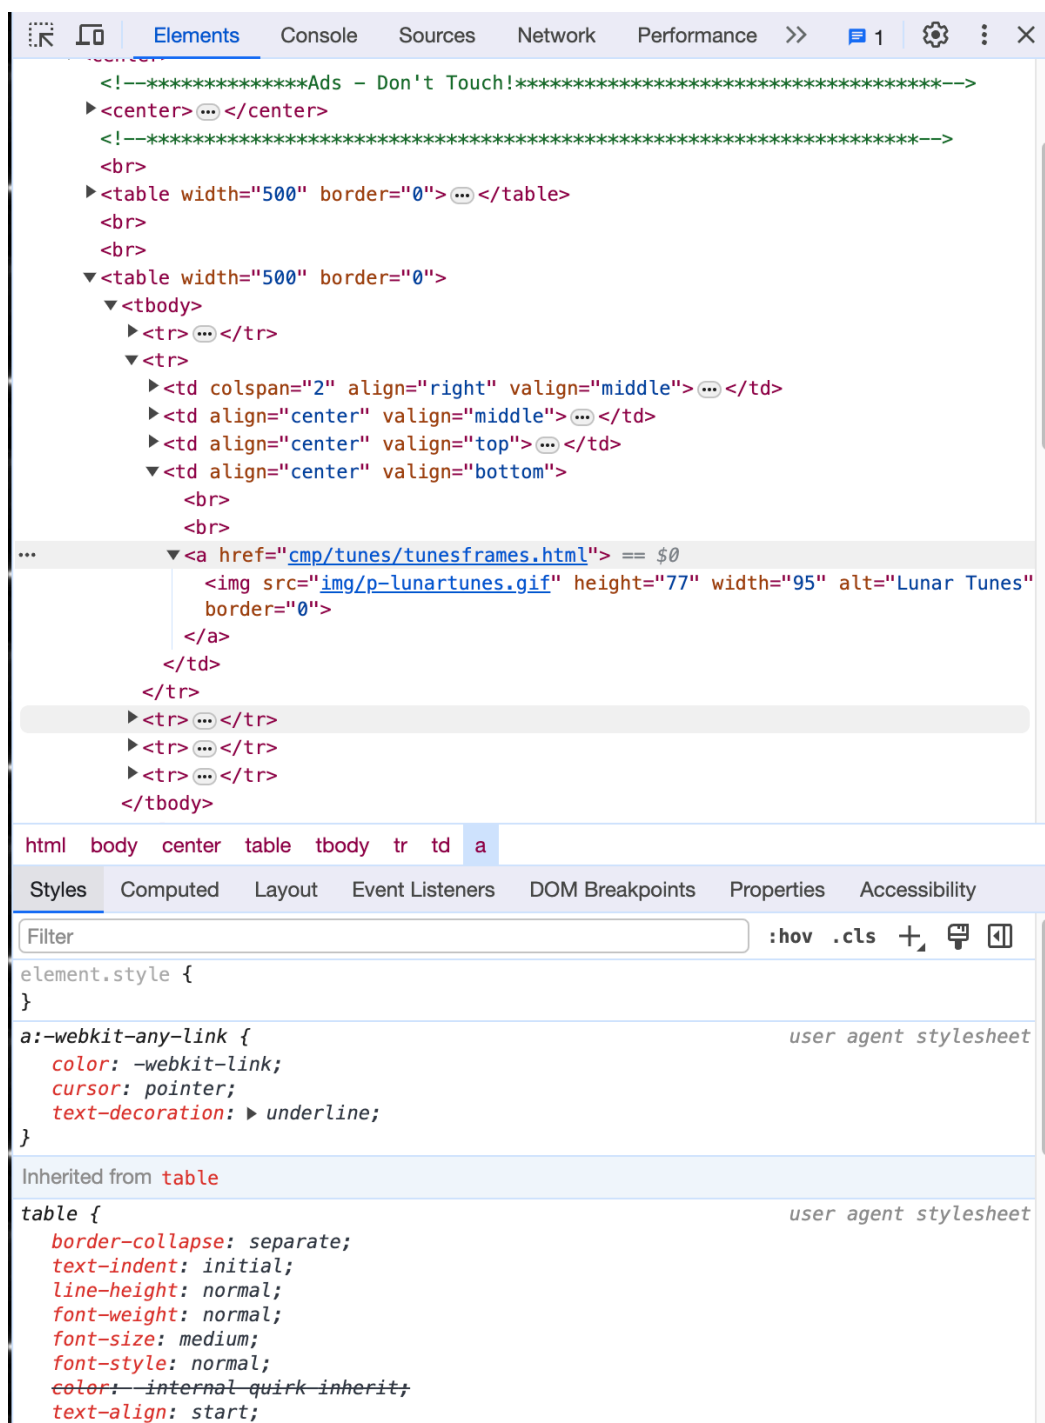 Elements Console Sources Network Performance >> 1
<center>
<!--**************Ads - Don't Touch!*************************************-->
<center>…</center>
<!--*******************************************************************-->
<br>
<table width="500" border="0">…</table>
<br>
<br>
<table width="500" border="0">
<tbody>
<tr>…</tr>
<tr>
<td colspan="2" align="right" valign="middle">…</td>
<td align="center" valign="middle">…</td>
<td align="center" valign="top">…</td>
<td align="center" valign="bottom">
<br>
<br>
… <a href="cmp/tunes/tunesframes.html"> == $0
<img src="img/p-lunartunes.gif" height="77" width="95" alt="Lunar Tunes"
border="0">
</a>
</td>
</tr>
<tr>…</tr>
<tr>…</tr>
<tr>…</tr>
</tbody>
html body center table tbody tr td a
Styles Computed Layout Event Listeners DOM Breakpoints Properties Accessibility
Filter :hov .cls
element.style {
}
a:-webkit-any-link { user agent stylesheet
color: -webkit-link;
cursor: pointer;
text-decoration: underline;
}
Inherited from table
table { user agent stylesheet
border-collapse: separate;
text-indent: initial;
line-height: normal;
font-weight: normal;
font-size: medium;
font-style: normal;
color: -internal-quirk-inherit;
text-align: start;